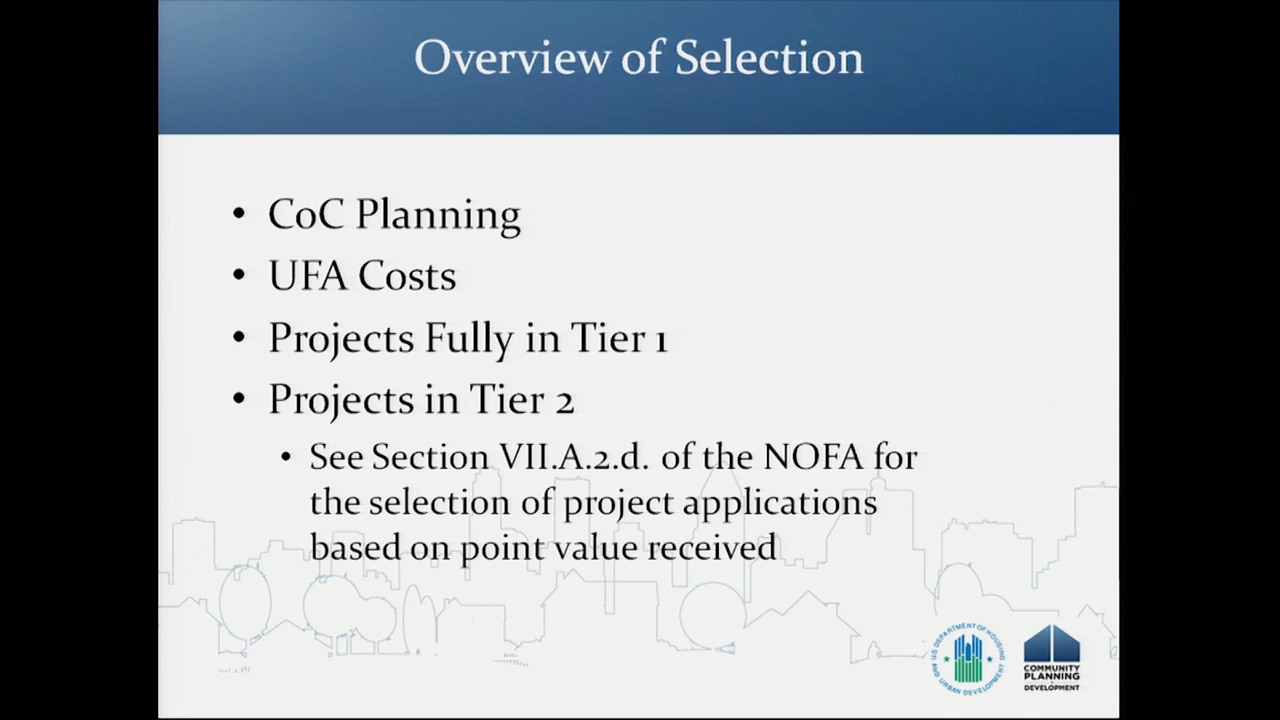 Overview of Selection
• CoC Planning
• UFA Costs
• Projects Fully in Tier 1
• Projects in Tier 2
• See Section VII.A.2.d. of the NOFA for
the selection of project applications
based on point value received
U.S. DEPARTMENT OF HOUSING
AND URBAN DEVELOPMENT
COMMUNITY
PLANNING
DEVELOPMENT